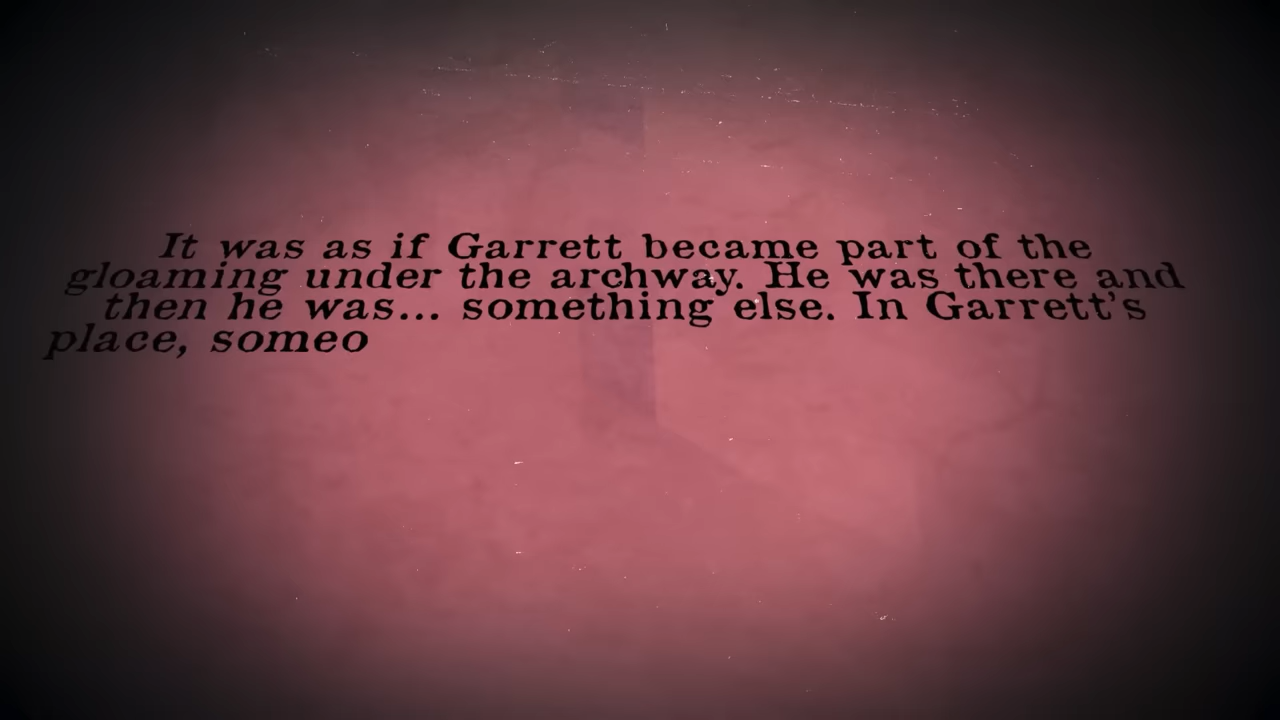 It was as if Garrett became part of the
gloaming under the archway. He was there and
then he was... something else. In Garrett's
place, someo